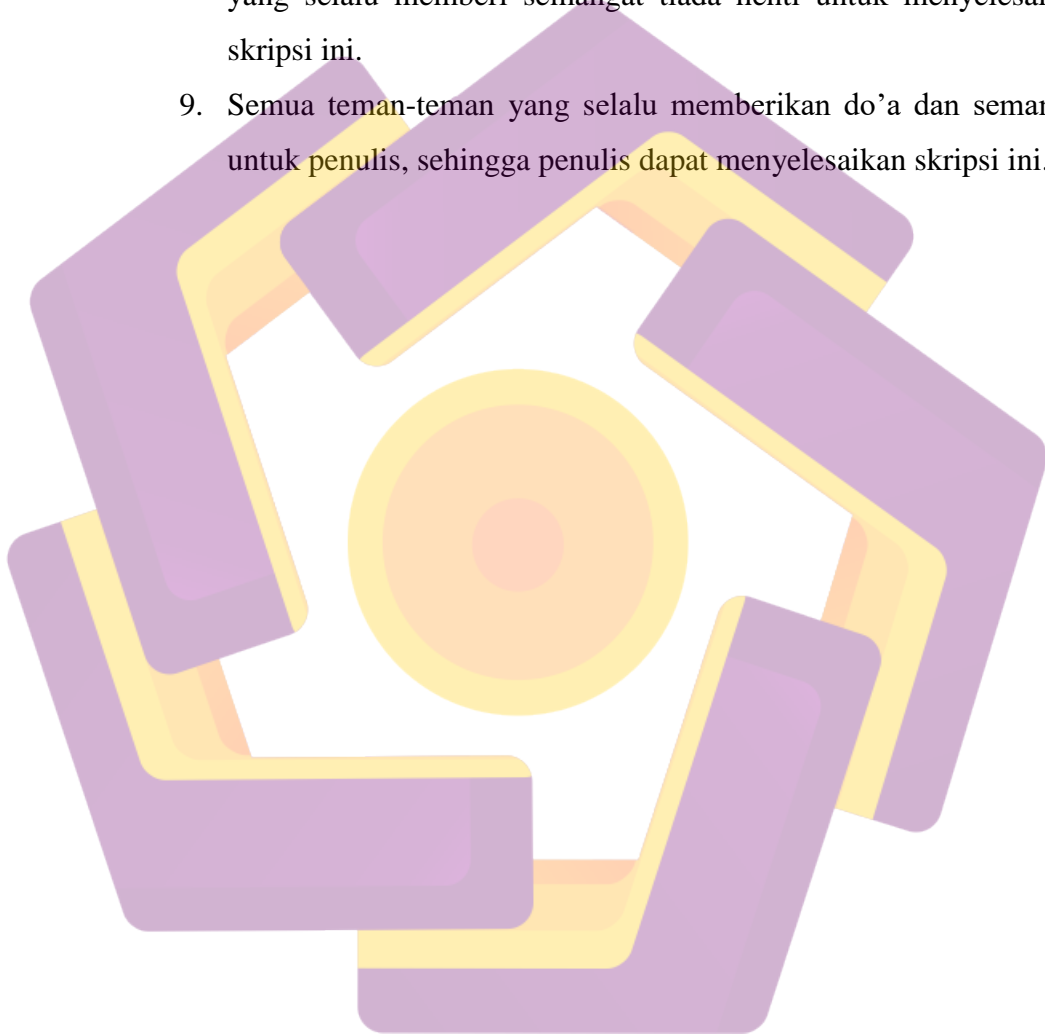 yang selalu memberi semangat tiada henti untuk menyelesai
skripsi ini.
9. Semua teman-teman yang selalu memberikan do’a dan seman
untuk penulis, sehingga penulis dapat menyelesaikan skripsi ini.